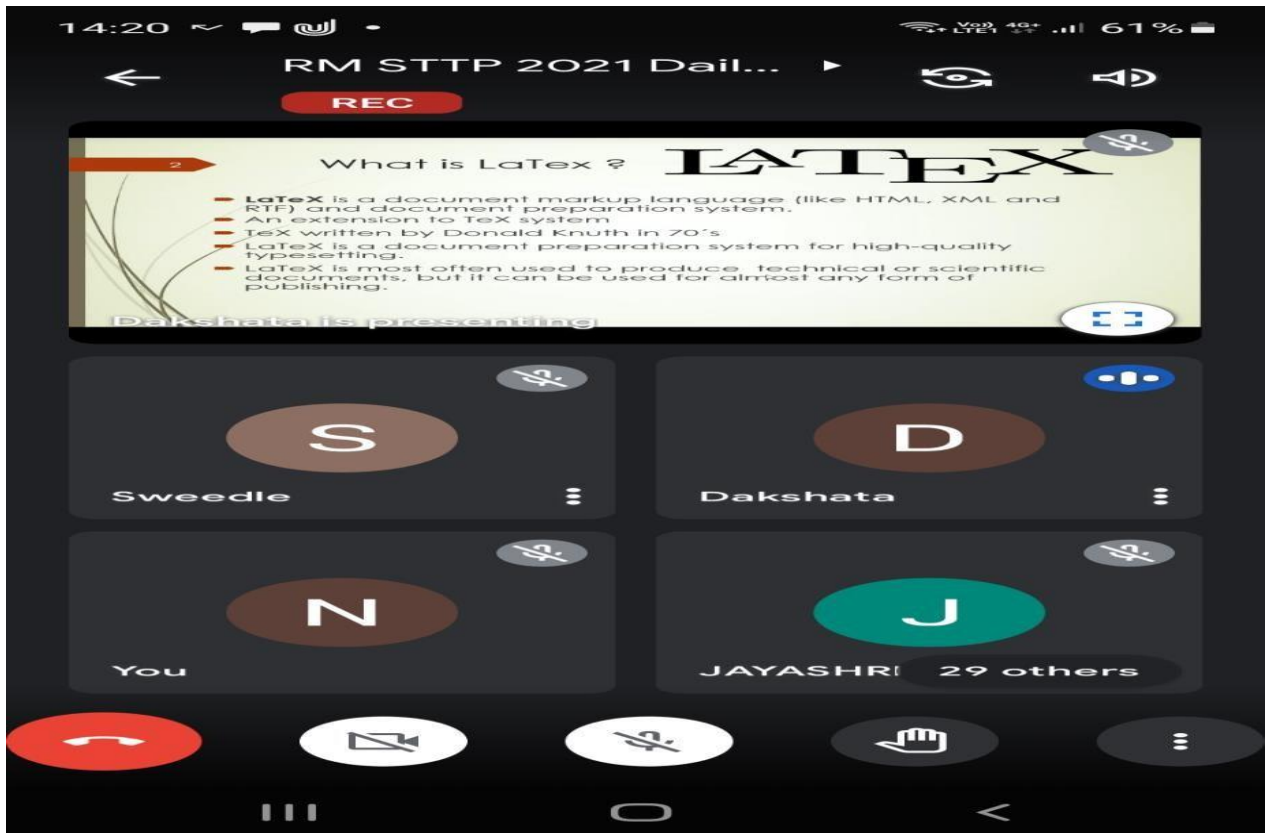 14:20
Vo)) 4G+
LTE1 61%
RM STTP 2021 Dail...
REC
2
What is LaTex ?
LATEX
LaTeX is a document markup language (like HTML, XML and
RTF) and document preparation system.
An extension to TeX system
TeX written by Donald Knuth in 70´s
LaTeX is a document preparation system for high-quality
typesetting.
LaTeX is most often used to produce technical or scientific
documents, but it can be used for almost any form of
publishing.
Dakshata is presenting
S
Sweedle
D
Dakshata
N
You
J
JAYASHRI
29 others